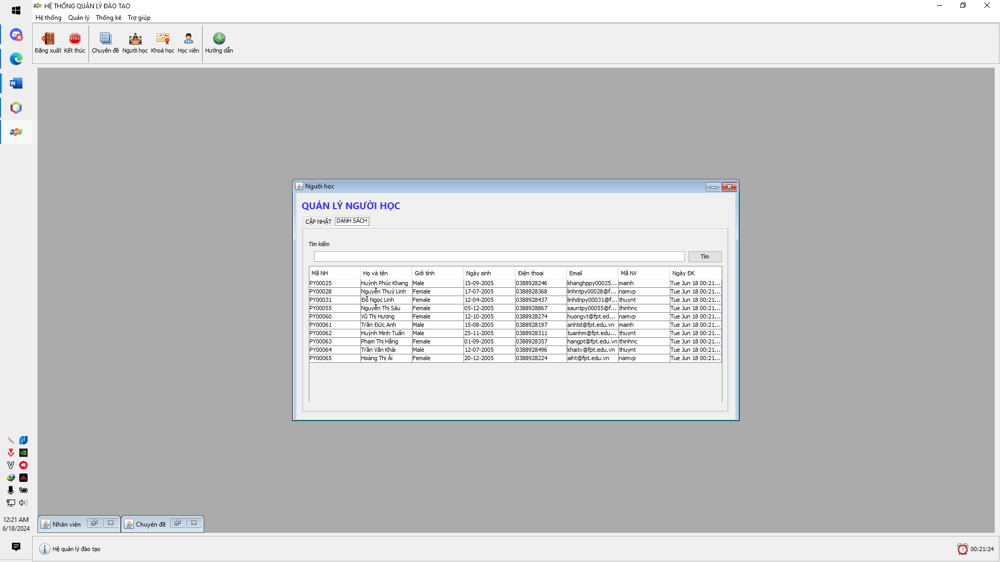 HỆ THỐNG QUẢN LÝ ĐÀO TẠO
Hệ thống Quản lý Thống kê Trợ giúp
Đăng xuất Kết thúc Chuyên đề Người học Khoá học Học viên Hướng dẫn
Người học
QUẢN LÝ NGƯỜI HỌC
CẬP NHẬT DANH SÁCH
Tìm kiếm
Tìm
Mã NH Họ và tên Giới tính Ngày sinh Điện thoại Email Mã NV Ngày ĐK
PY00025 Huỳnh Phúc Khang Male 15-09-2005 0388928246 khanghppy00025... mainh Tue Jun 18 00:21...
PY00028 Nguyễn Thuỳ Linh Female 17-07-2005 0388928368 linhntpy00028@f... namvp Tue Jun 18 00:21...
PY00031 Đỗ Ngọc Linh Female 12-04-2005 0388928437 linhdnpy00031@f... thuynt Tue Jun 18 00:21...
PY00055 Nguyễn Thị Sáu Female 05-12-2005 0388928867 sauntpy00055@f... thinhnc Tue Jun 18 00:21...
PY00060 Vũ Thị Hương Female 12-10-2005 0388928274 huongvt@fpt.ed... namvp Tue Jun 18 00:21...
PY00061 Trần Đức Anh Male 15-08-2005 0388928197 anhtd@fpt.edu.vn mainh Tue Jun 18 00:21...
PY00062 Huỳnh Minh Tuấn Male 25-11-2005 0388928311 tuanhm@fpt.edu... thuynt Tue Jun 18 00:21...
PY00063 Phạm Thị Hằng Female 01-09-2005 0388928357 hangpt@fpt.edu.vn thinhnc Tue Jun 18 00:21...
PY00064 Trần Văn Khải Male 12-07-2005 0388928496 khaitv@fpt.edu.vn thuynt Tue Jun 18 00:21...
PY00065 Hoàng Thị Ái Female 20-12-2005 0388928224 aiht@fpt.edu.vn namvp Tue Jun 18 00:21...
12:21 AM
6/18/2024
Nhân viên Chuyên đề
Hệ quản lý đào tạo
00:21:24
STOP
FPT
W